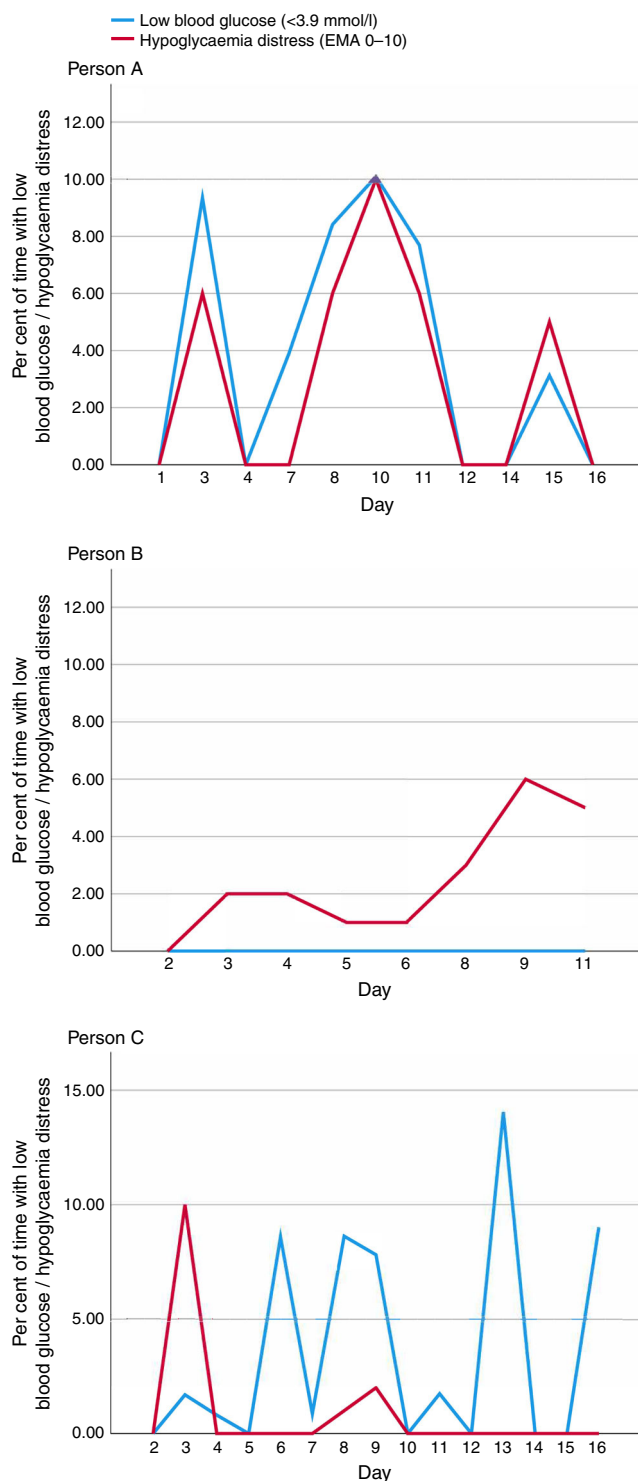 Low blood glucose (<3.9 mmol/l)
Hypoglycaemia distress (EMA 0–10)
Person A
Per cent of time with low
blood glucose / hypoglycaemia distress
12.00
10.00
8.00
6.00
4.00
2.00
0.00
1 3 4 7 8 10 11 12 14 15 16
Day
Person B
Per cent of time with low
blood glucose / hypoglycaemia distress
12.00
10.00
8.00
6.00
4.00
2.00
0.00
2 3 4 5 6 8 9 11
Day
Person C
Per cent of time with low
blood glucose / hypoglycaemia distress
15.00
10.00
5.00
0.00
2 3 4 5 6 7 8 9 10 11 12 13 14 15 16
Day